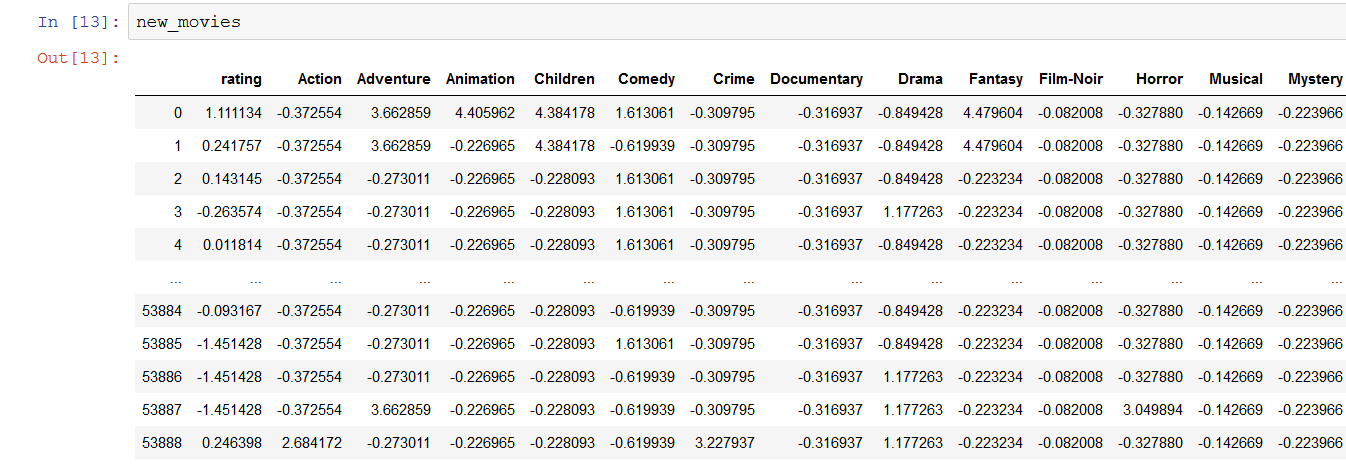 In [13]: new_movies
Out[13]:
rating Action Adventure Animation Children Comedy Crime Documentary Drama Fantasy Film-Noir Horror Musical Mystery
0 1.111134 -0.372554 3.662859 4.405962 4.384178 1.613061 -0.309795 -0.316937 -0.849428 4.479604 -0.082008 -0.327880 -0.142669 -0.223966
1 0.241757 -0.372554 3.662859 -0.226965 4.384178 -0.619939 -0.309795 -0.316937 -0.849428 4.479604 -0.082008 -0.327880 -0.142669 -0.223966
2 0.143145 -0.372554 -0.273011 -0.226965 -0.228093 1.613061 -0.309795 -0.316937 -0.849428 -0.223234 -0.082008 -0.327880 -0.142669 -0.223966
3 -0.263574 -0.372554 -0.273011 -0.226965 -0.228093 1.613061 -0.309795 -0.316937 1.177263 -0.223234 -0.082008 -0.327880 -0.142669 -0.223966
4 0.011814 -0.372554 -0.273011 -0.226965 -0.228093 1.613061 -0.309795 -0.316937 -0.849428 -0.223234 -0.082008 -0.327880 -0.142669 -0.223966
... ... ... ... ... ... ... ... ... ... ... ... ... ... ...
53884 -0.093167 -0.372554 -0.273011 -0.226965 -0.228093 -0.619939 -0.309795 -0.316937 -0.849428 -0.223234 -0.082008 -0.327880 -0.142669 -0.223966
53885 -1.451428 -0.372554 -0.273011 -0.226965 -0.228093 1.613061 -0.309795 -0.316937 -0.849428 -0.223234 -0.082008 -0.327880 -0.142669 -0.223966
53886 -1.451428 -0.372554 -0.273011 -0.226965 -0.228093 -0.619939 -0.309795 -0.316937 1.177263 -0.223234 -0.082008 -0.327880 -0.142669 -0.223966
53887 -1.451428 -0.372554 3.662859 -0.226965 -0.228093 -0.619939 -0.309795 -0.316937 1.177263 -0.223234 -0.082008 3.049894 -0.142669 -0.223966
53888 0.246398 2.684172 -0.273011 -0.226965 -0.228093 -0.619939 3.227937 -0.316937 1.177263 -0.223234 -0.082008 -0.327880 -0.142669 -0.223966